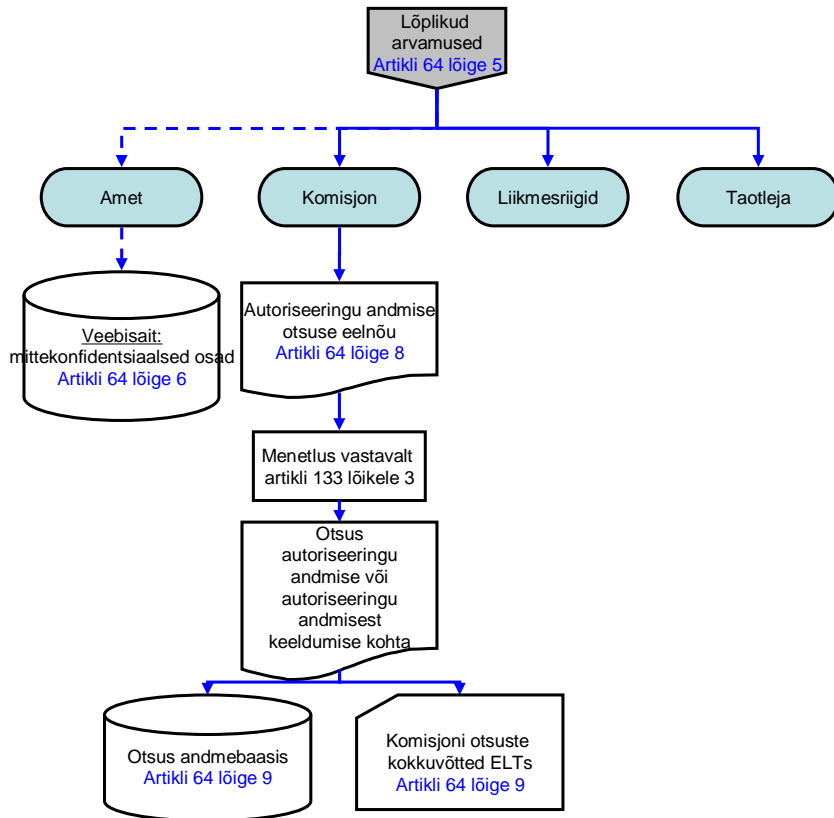 Lõplikud
arvamused
Artikli 64 lõige 5
Amet
Komisjon
Liikmesriigid
Taotleja
Veebisait:
mittekonfidentsiaalsed osad
Artikli 64 lõige 6
Autoriseeringu andmise
otsuse eelnõu
Artikli 64 lõige 8
Menetlus vastavalt
artikli 133 lõikele 3
Otsus
autoriseeringu
andmise või
autoriseeringu
andmisest
keeldumise kohta
Otsus andmebaasis
Artikli 64 lõige 9
Komisjoni otsuste
kokkuvõtted ELTs
Artikli 64 lõige 9